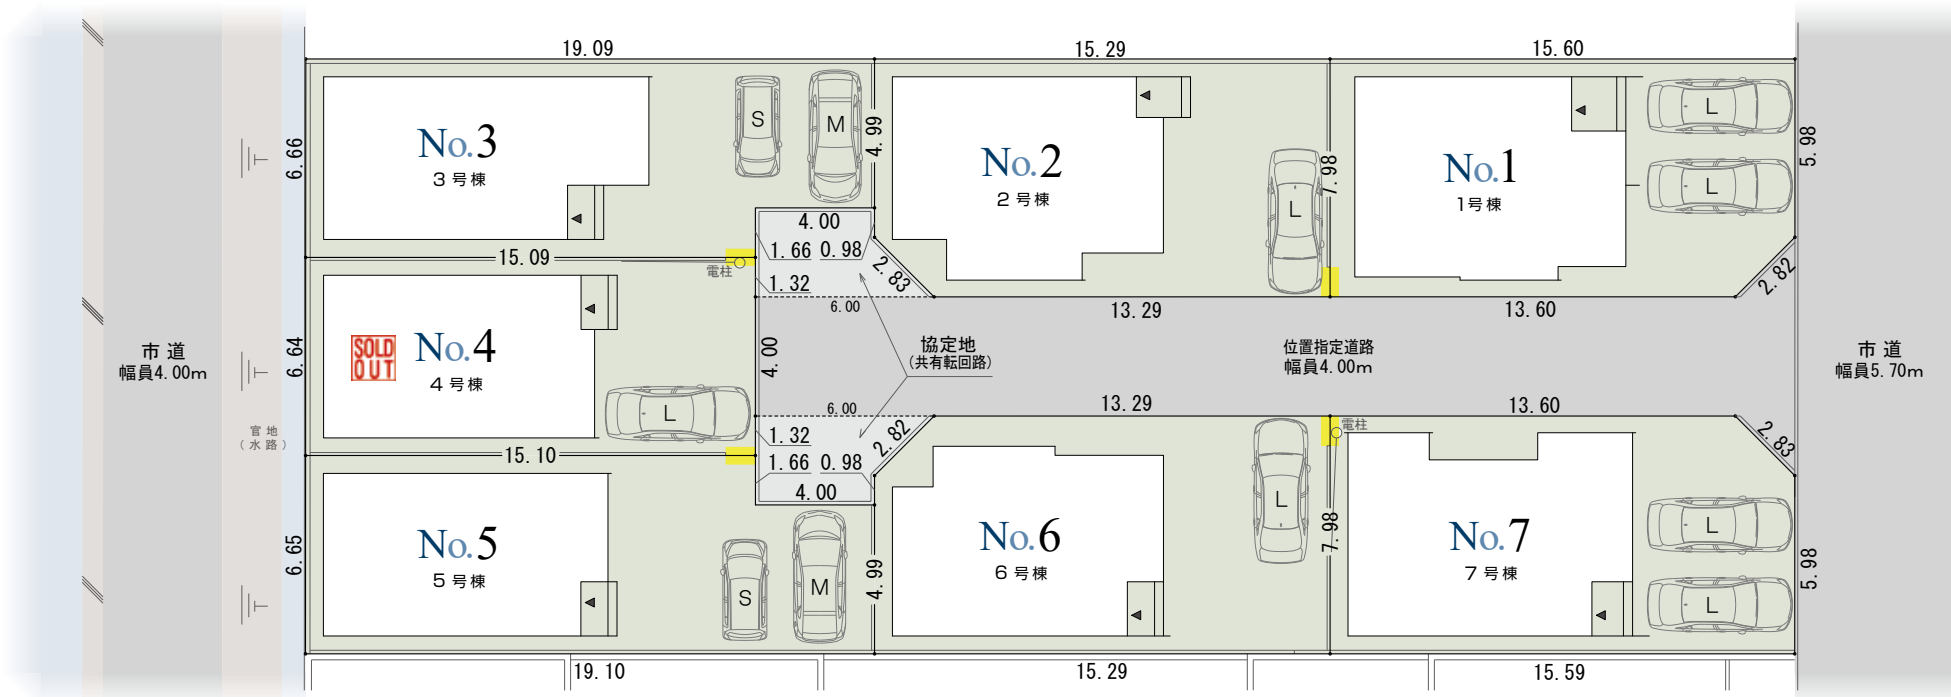 19.09
15.29
15.60
6.66
No.3
3号棟
S
M
4.99
No.2
2号棟
L
7.98
No.1
1号棟
L
L
5.98
4.00
1.66 0.98
2.83
1.32
15.09
電柱
6.00
13.29
13.60
2.82
市道
幅員4.00m
6.64
SOLD
OUT
No.4
4号棟
L
4.00
協定地
(共有転回路)
位置指定道路
幅員4.00m
市道
幅員5.70m
官地
(水路)
6.00
13.29
13.60
1.32
2.82
電柱
2.83
15.10
1.66 0.98
4.00
6.65
No.5
5号棟
S
M
4.99
No.6
6号棟
L
7.98
No.7
7号棟
L
L
5.98
19.10
15.29
15.59